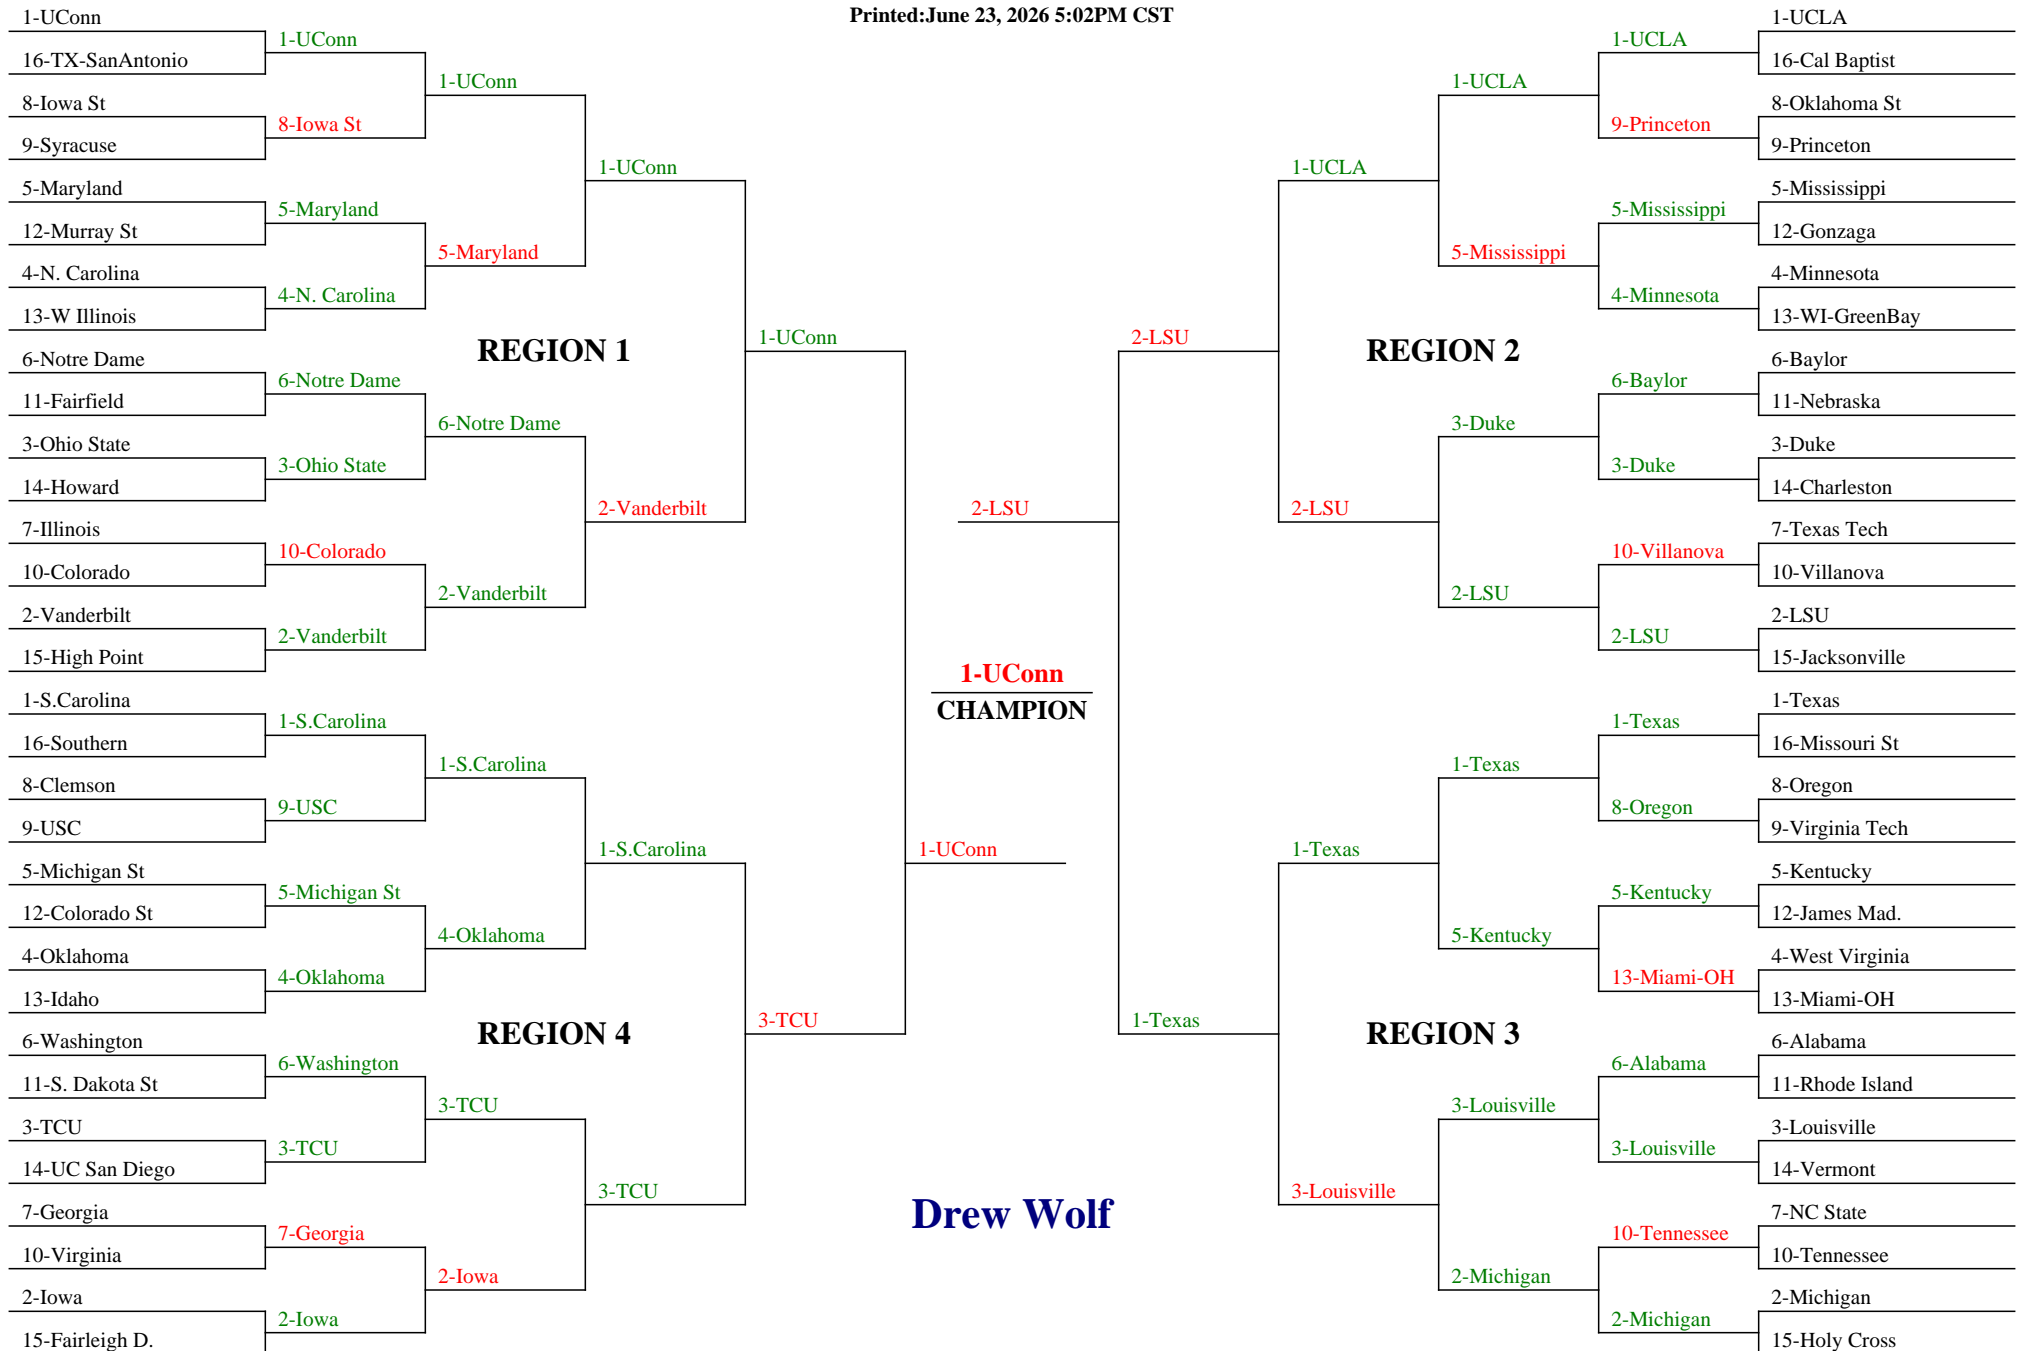 Printed:June 23, 2026 5:02PM CST
1-UConn
16-TX-SanAntonio
8-Iowa St
9-Syracuse
5-Maryland
12-Murray St
4-N. Carolina
13-W Illinois
6-Notre Dame
11-Fairfield
3-Ohio State
14-Howard
7-Illinois
10-Colorado
2-Vanderbilt
15-High Point
1-S.Carolina
16-Southern
8-Clemson
9-USC
5-Michigan St
12-Colorado St
4-Oklahoma
13-Idaho
6-Washington
11-S. Dakota St
3-TCU
14-UC San Diego
7-Georgia
10-Virginia
2-Iowa
15-Fairleigh D.
1-UConn
8-Iowa St
5-Maryland
4-N. Carolina
6-Notre Dame
3-Ohio State
10-Colorado
2-Vanderbilt
1-S.Carolina
9-USC
5-Michigan St
4-Oklahoma
6-Washington
3-TCU
7-Georgia
2-Iowa
1-UConn
5-Maryland
REGION 1
6-Notre Dame
2-Vanderbilt
1-S.Carolina
4-Oklahoma
REGION 4
3-TCU
2-Iowa
1-UConn
2-Vanderbilt
1-S.Carolina
3-TCU
1-UConn
3-TCU
1-UConn
2-LSU
1-UConn
CHAMPION
Drew Wolf
2-LSU
1-Texas
1-UCLA
2-LSU
1-Texas
3-Louisville
1-UCLA
5-Mississippi
REGION 2
3-Duke
2-LSU
1-Texas
5-Kentucky
REGION 3
3-Louisville
2-Michigan
1-UCLA
9-Princeton
5-Mississippi
4-Minnesota
6-Baylor
3-Duke
10-Villanova
2-LSU
1-Texas
8-Oregon
5-Kentucky
13-Miami-OH
6-Alabama
3-Louisville
10-Tennessee
2-Michigan
1-UCLA
16-Cal Baptist
8-Oklahoma St
9-Princeton
5-Mississippi
12-Gonzaga
4-Minnesota
13-WI-GreenBay
6-Baylor
11-Nebraska
3-Duke
14-Charleston
7-Texas Tech
10-Villanova
2-LSU
15-Jacksonville
1-Texas
16-Missouri St
8-Oregon
9-Virginia Tech
5-Kentucky
12-James Mad.
4-West Virginia
13-Miami-OH
6-Alabama
11-Rhode Island
3-Louisville
14-Vermont
7-NC State
10-Tennessee
2-Michigan
15-Holy Cross